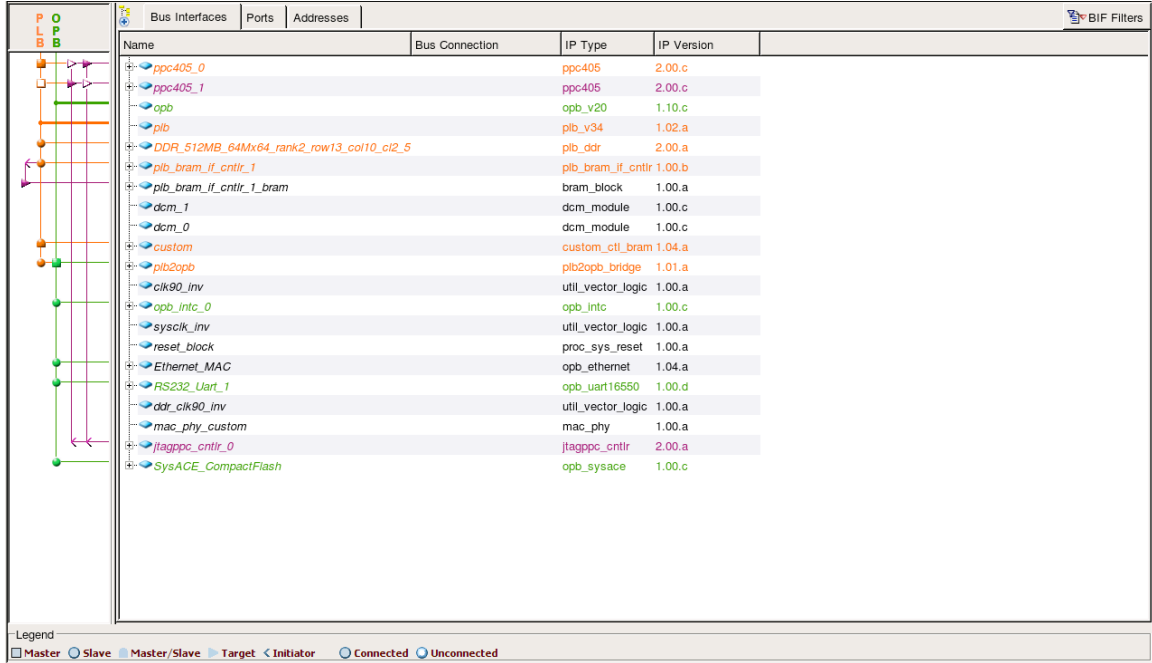 PLB OPB
Bus Interfaces Ports Addresses BIF Filters
Name Bus Connection IP Type IP Version
ppc405_0 ppc405 2.00.c
ppc405_1 ppc405 2.00.c
opb opb_v20 1.10.c
plb plb_v34 1.02.a
DDR_512MB_64Mx64_rank2_row13_col10_cl2_5 plb_ddr 2.00.a
plb_bram_if_cntlr_1 plb_bram_if_cntlr 1.00.b
plb_bram_if_cntlr_1_bram bram_block 1.00.a
dcm_1 dcm_module 1.00.c
dcm_0 dcm_module 1.00.c
custom custom_ctl_bram 1.04.a
plb2opb plb2opb_bridge 1.01.a
clk90_inv util_vector_logic 1.00.a
opb_intc_0 opb_intc 1.00.c
sysclk_inv util_vector_logic 1.00.a
reset_block proc_sys_reset 1.00.a
Ethernet_MAC opb_ethernet 1.04.a
RS232_Uart_1 opb_uart16550 1.00.d
ddr_clk90_inv util_vector_logic 1.00.a
mac_phy_custom mac_phy 1.00.a
jtagppc_cntlr_0 jtagppc_cntlr 2.00.a
SysACE_CompactFlash opb_sysace 1.00.c
Legend
Master Slave Master/Slave Target Initiator Connected Unconnected